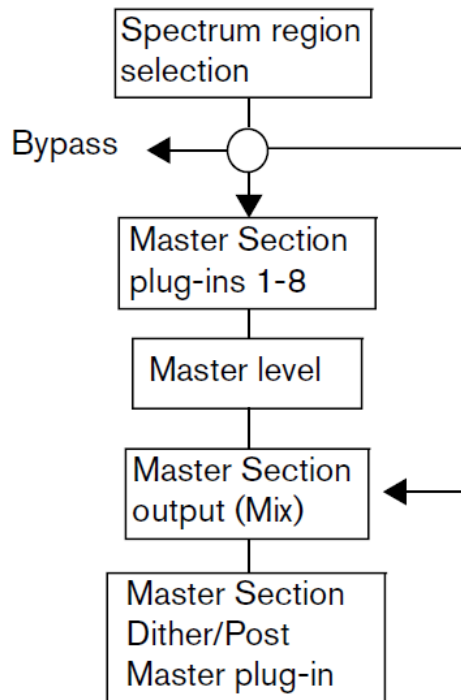 Spectrum region
selection
Bypass
Master Section
plug-ins 1-8
Master level
Master Section
output (Mix)
Master Section
Dither/Post
Master plug-in